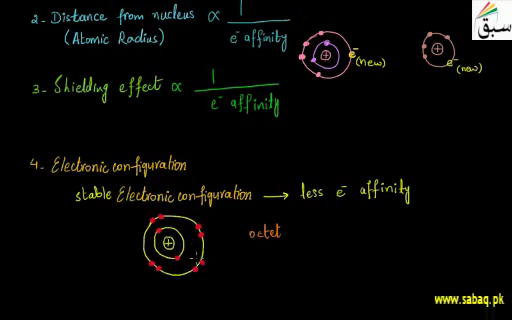 2- Distance from nucleus ∝ 1 / e⁻ affinity
(Atomic Radius)
e⁻ (new)
e⁻ (new)
سبق
3- Shielding effect ∝ 1 / e⁻ affinity
4- Electronic configuration
stable Electronic configuration → less e⁻ affinity
octet
www.sabaq.pk